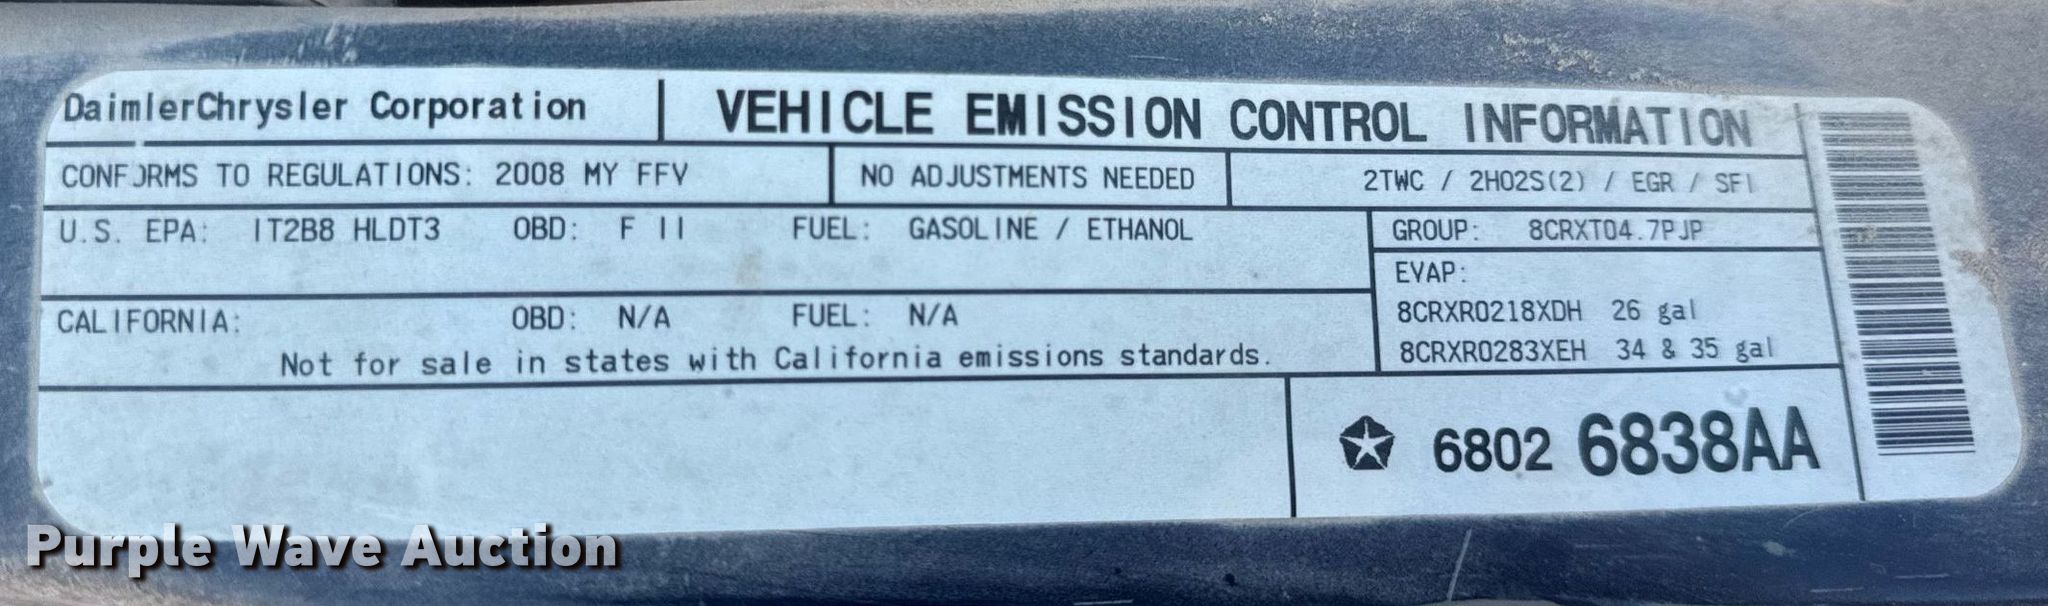 DaimlerChrysler Corporation
VEHICLE EMISSION CONTROL INFORMATION
CONFORMS TO REGULATIONS: 2008 MY FFV
NO ADJUSTMENTS NEEDED
2TWC / 2HO2S(2) / EGR / SFI
U.S. EPA: IT2B8 HLDT3 OBD: F II FUEL: GASOLINE / ETHANOL
GROUP: 8CRXT04.7PJP
EVAP:
8CRXR0218XDH 26 gal
8CRXR0283XEH 34 & 35 gal
CALIFORNIA: OBD: N/A FUEL: N/A
Not for sale in states with California emissions standards.
6802 6838AA
Purple Wave Auction